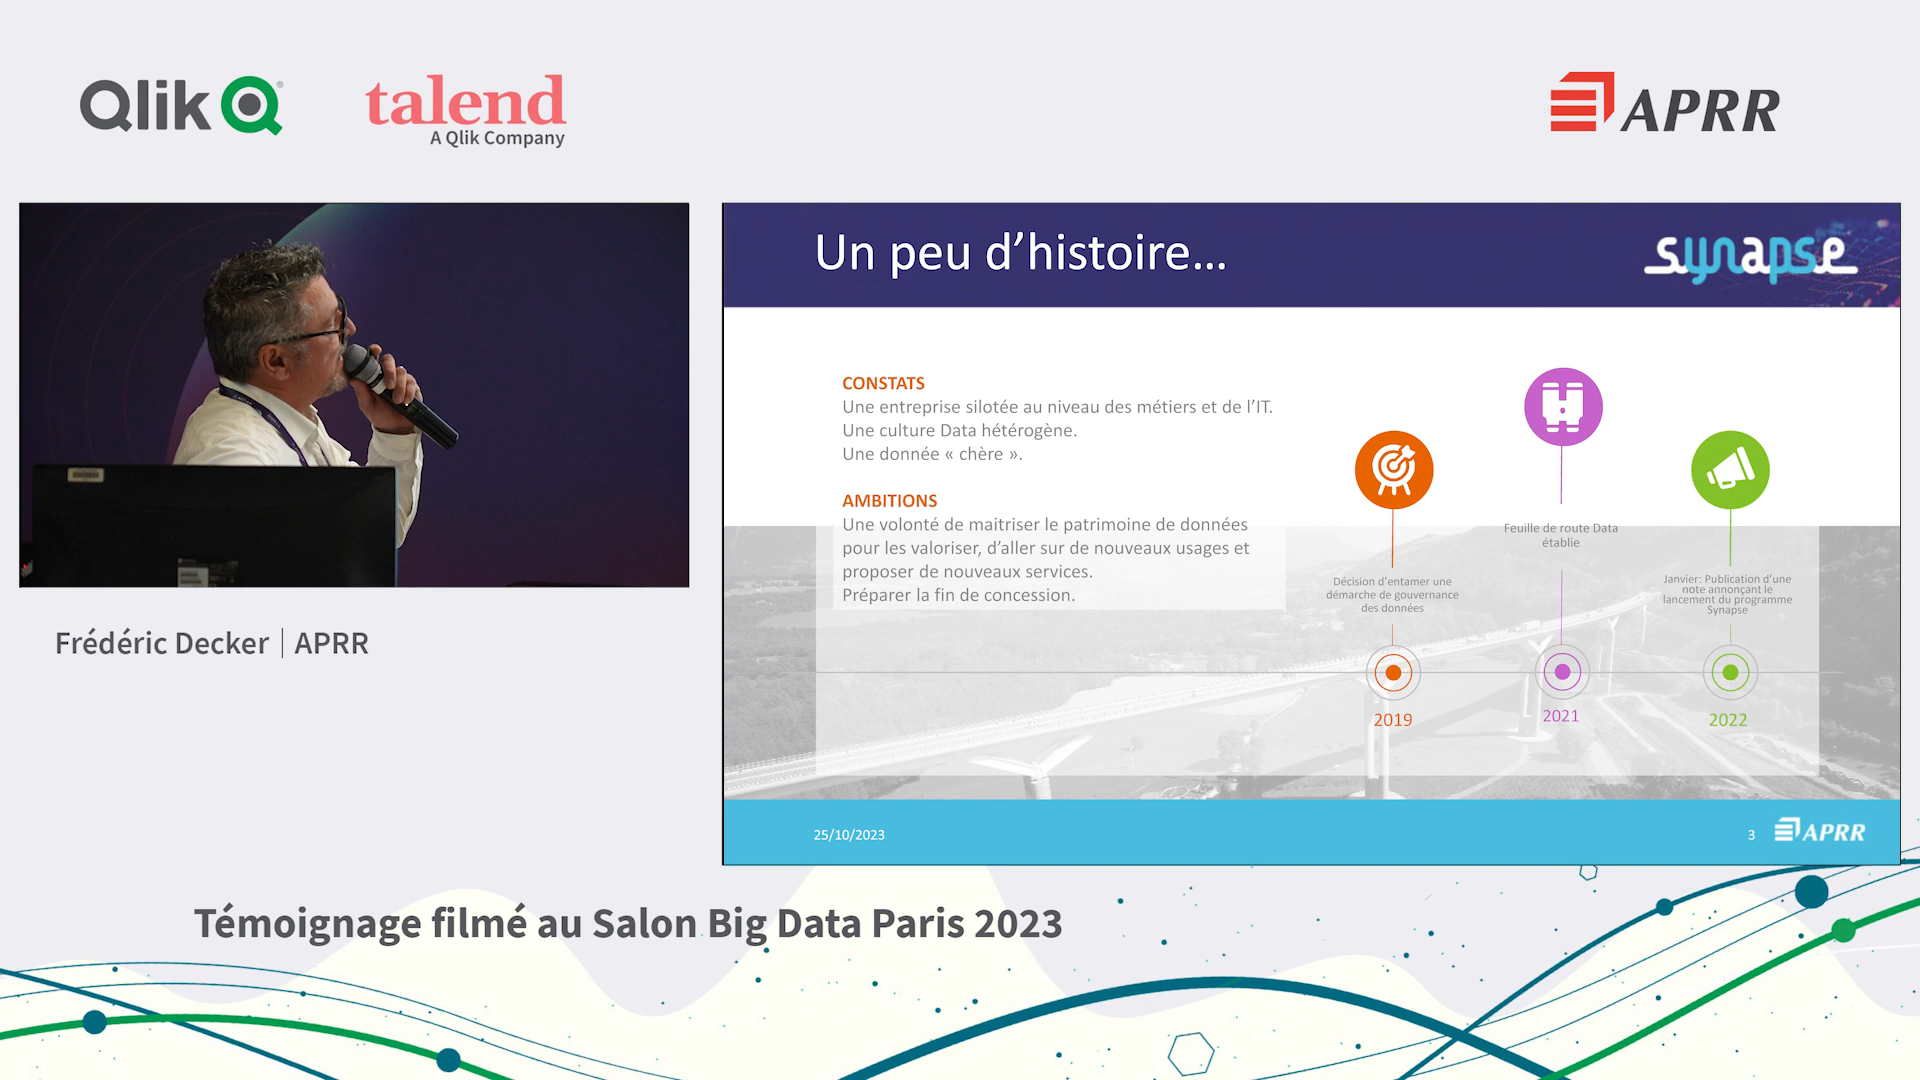 Qlik
talend
A Qlik Company
APRR
Un peu d’histoire...
synapse
CONSTATS
Une entreprise silotée au niveau des métiers et de l’IT.
Une culture Data hétérogène.
Une donnée « chère ».
AMBITIONS
Une volonté de maitriser le patrimoine de données
pour les valoriser, d’aller sur de nouveaux usages et
proposer de nouveaux services.
Préparer la fin de concession.
Décision d’entamer une
démarche de gouvernance
des données
2019
Feuille de route Data
établie
2021
Janvier: Publication d’une
note annonçant le
lancement du programme
Synapse
2022
25/10/2023
3
APRR
Frédéric Decker | APRR
Témoignage filmé au Salon Big Data Paris 2023